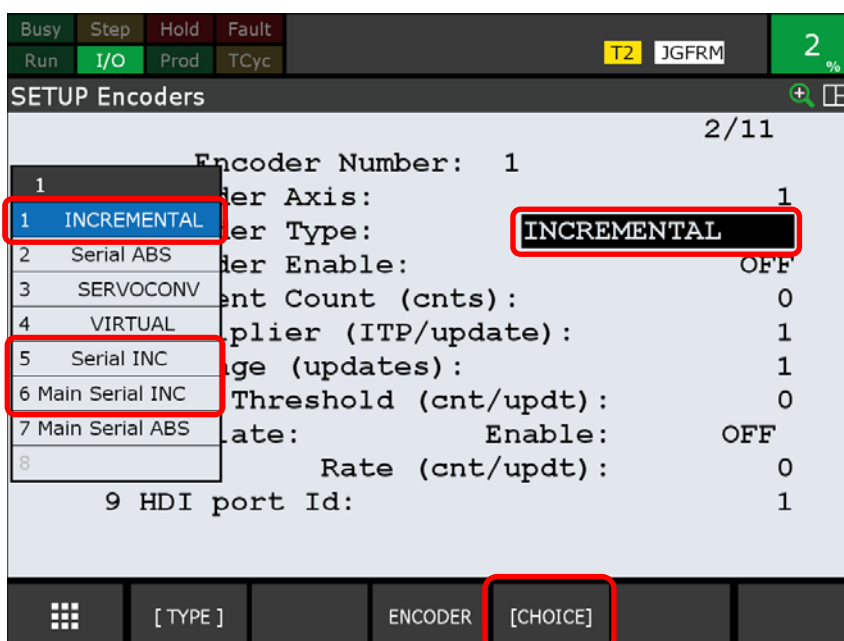 Busy Step Hold Fault
Run I/O Prod TCyc
T2 JGFRM
2 %
SETUP Encoders
2/11
Encoder Number: 1
1
der Axis: 1
1 INCREMENTAL
der Type: INCREMENTAL
2 Serial ABS
der Enable: OFF
3 SERVOCONV
ent Count (cnts): 0
4 VIRTUAL
plier (ITP/update): 1
5 Serial INC
age (updates): 1
6 Main Serial INC
Threshold (cnt/updt): 0
7 Main Serial ABS
late: Enable: OFF
8
Rate (cnt/updt): 0
9 HDI port Id: 1
[ TYPE ] ENCODER [CHOICE]